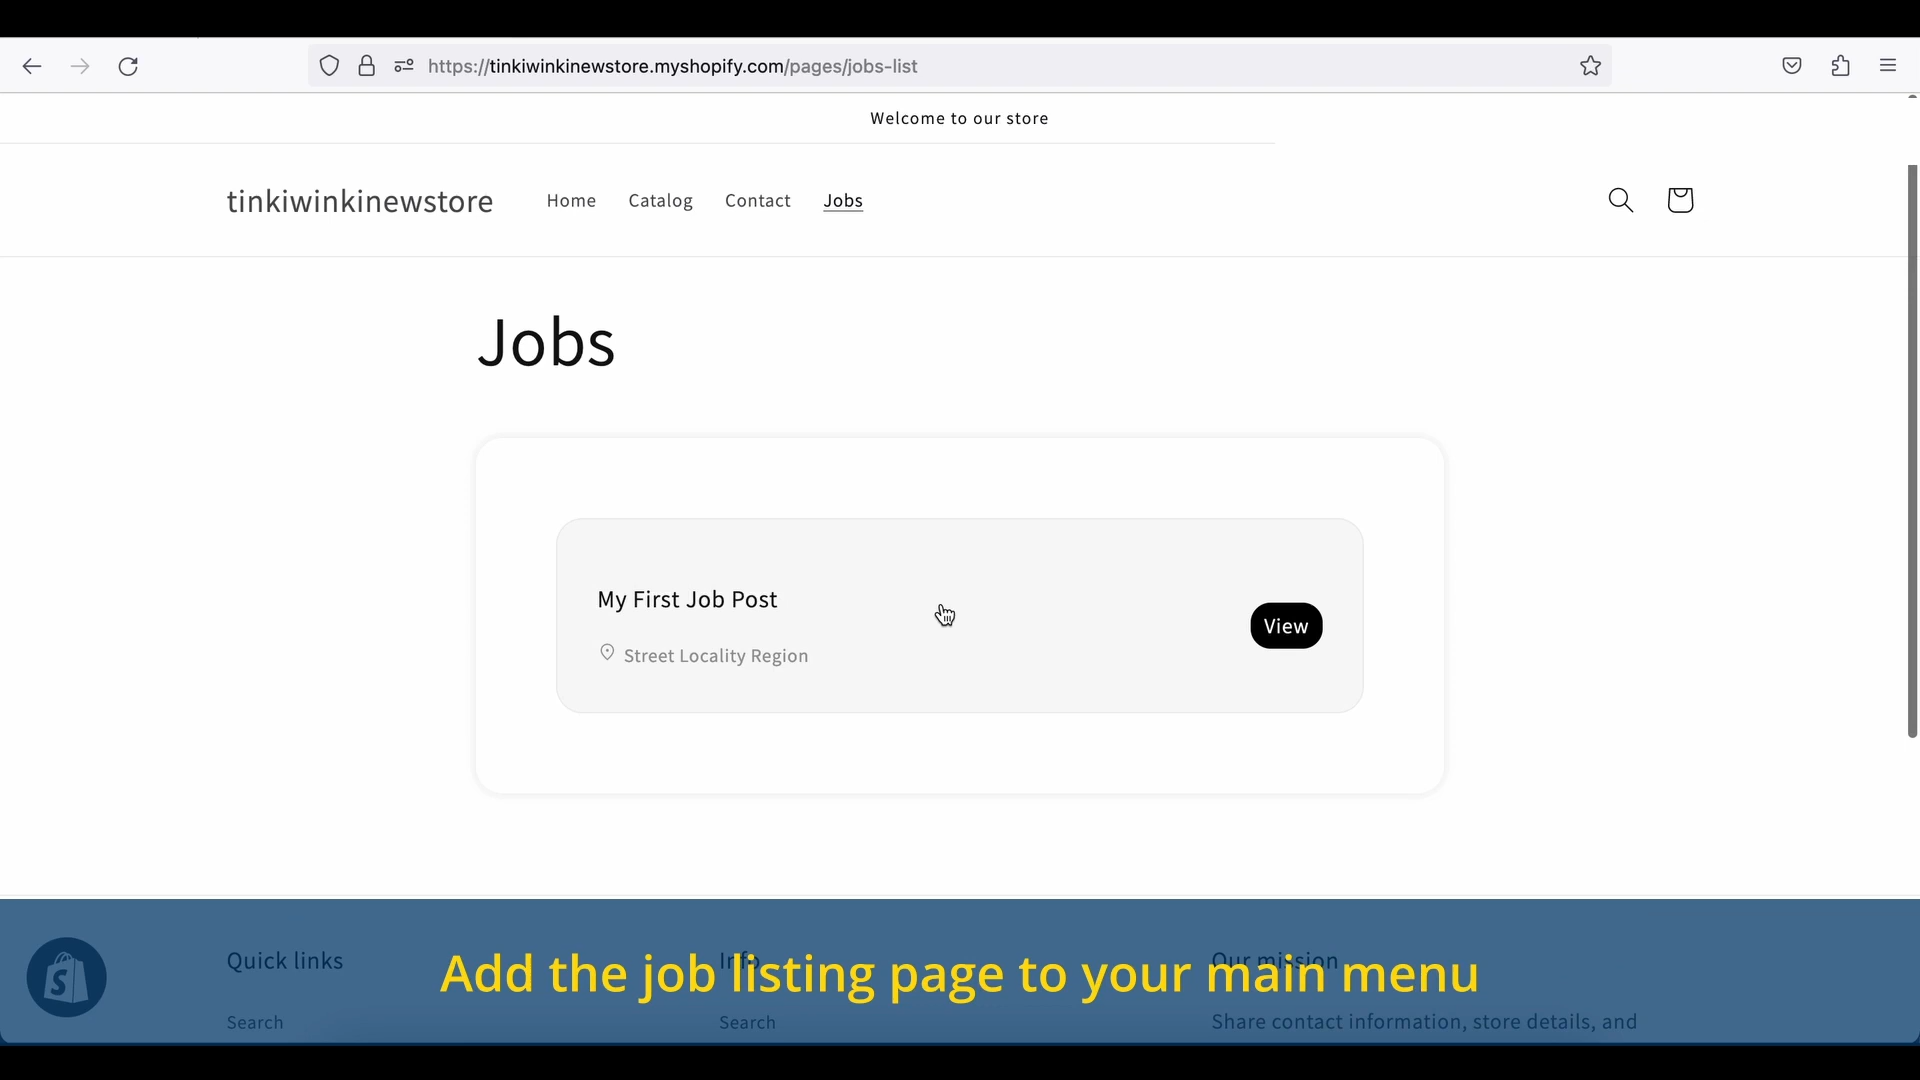 https://tinkiwinkinewstore.myshopify.com/pages/jobs-list
Welcome to our store
tinkiwinkinewstore
Home
Catalog
Contact
Jobs
Jobs
My First Job Post
Street Locality Region
View
Quick links
Info
Our mission
Add the job listing page to your main menu
Search
Search
Share contact information, store details, and